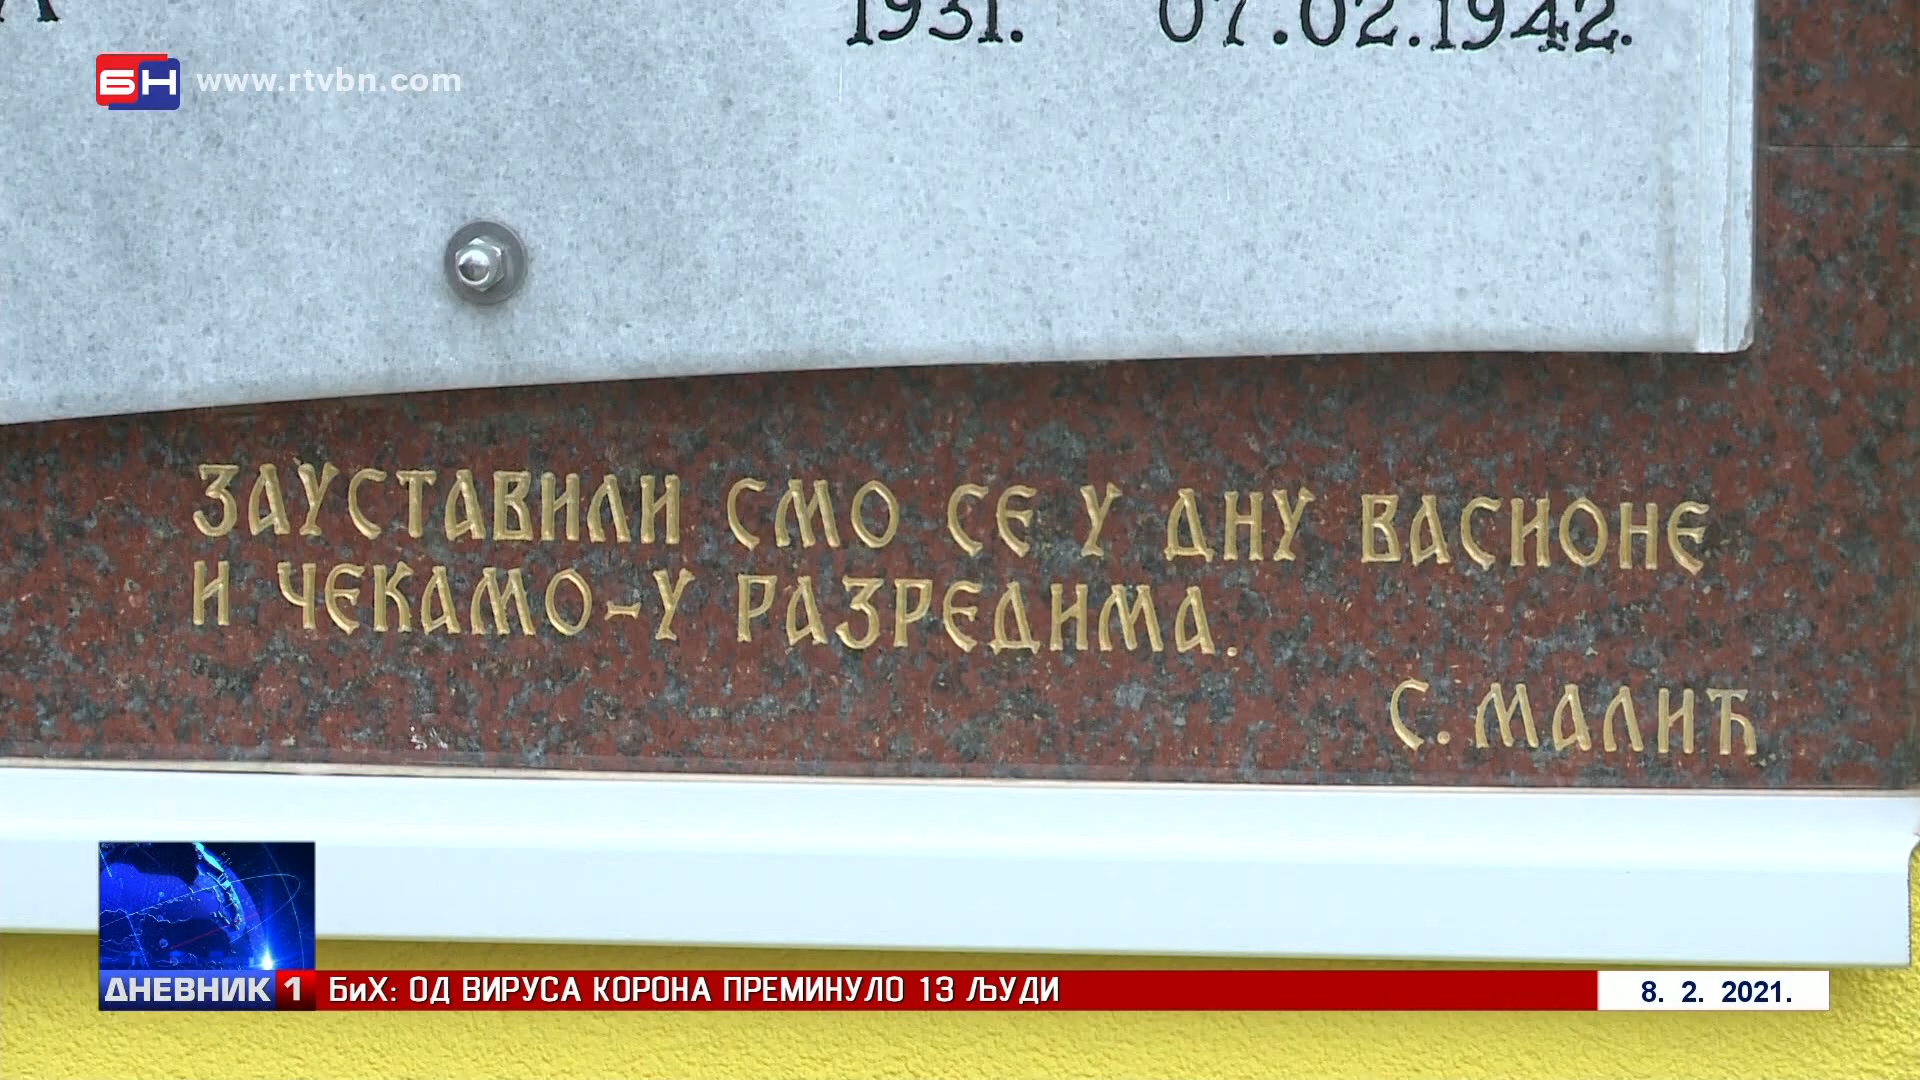 1931. 07.02.1942.
БН www.rtvbn.com
ЗАУСТАВИЛИ СМО СЕ У ДНУ ВАСИОНЕ
И ЧЕКАМО-У РАЗРЕДИМА.
С. МАЛИЋ
ДНЕВНИК 1 БиХ: ОД ВИРУСА КОРОНА ПРЕМИНУЛО 13 ЉУДИ 8. 2. 2021.